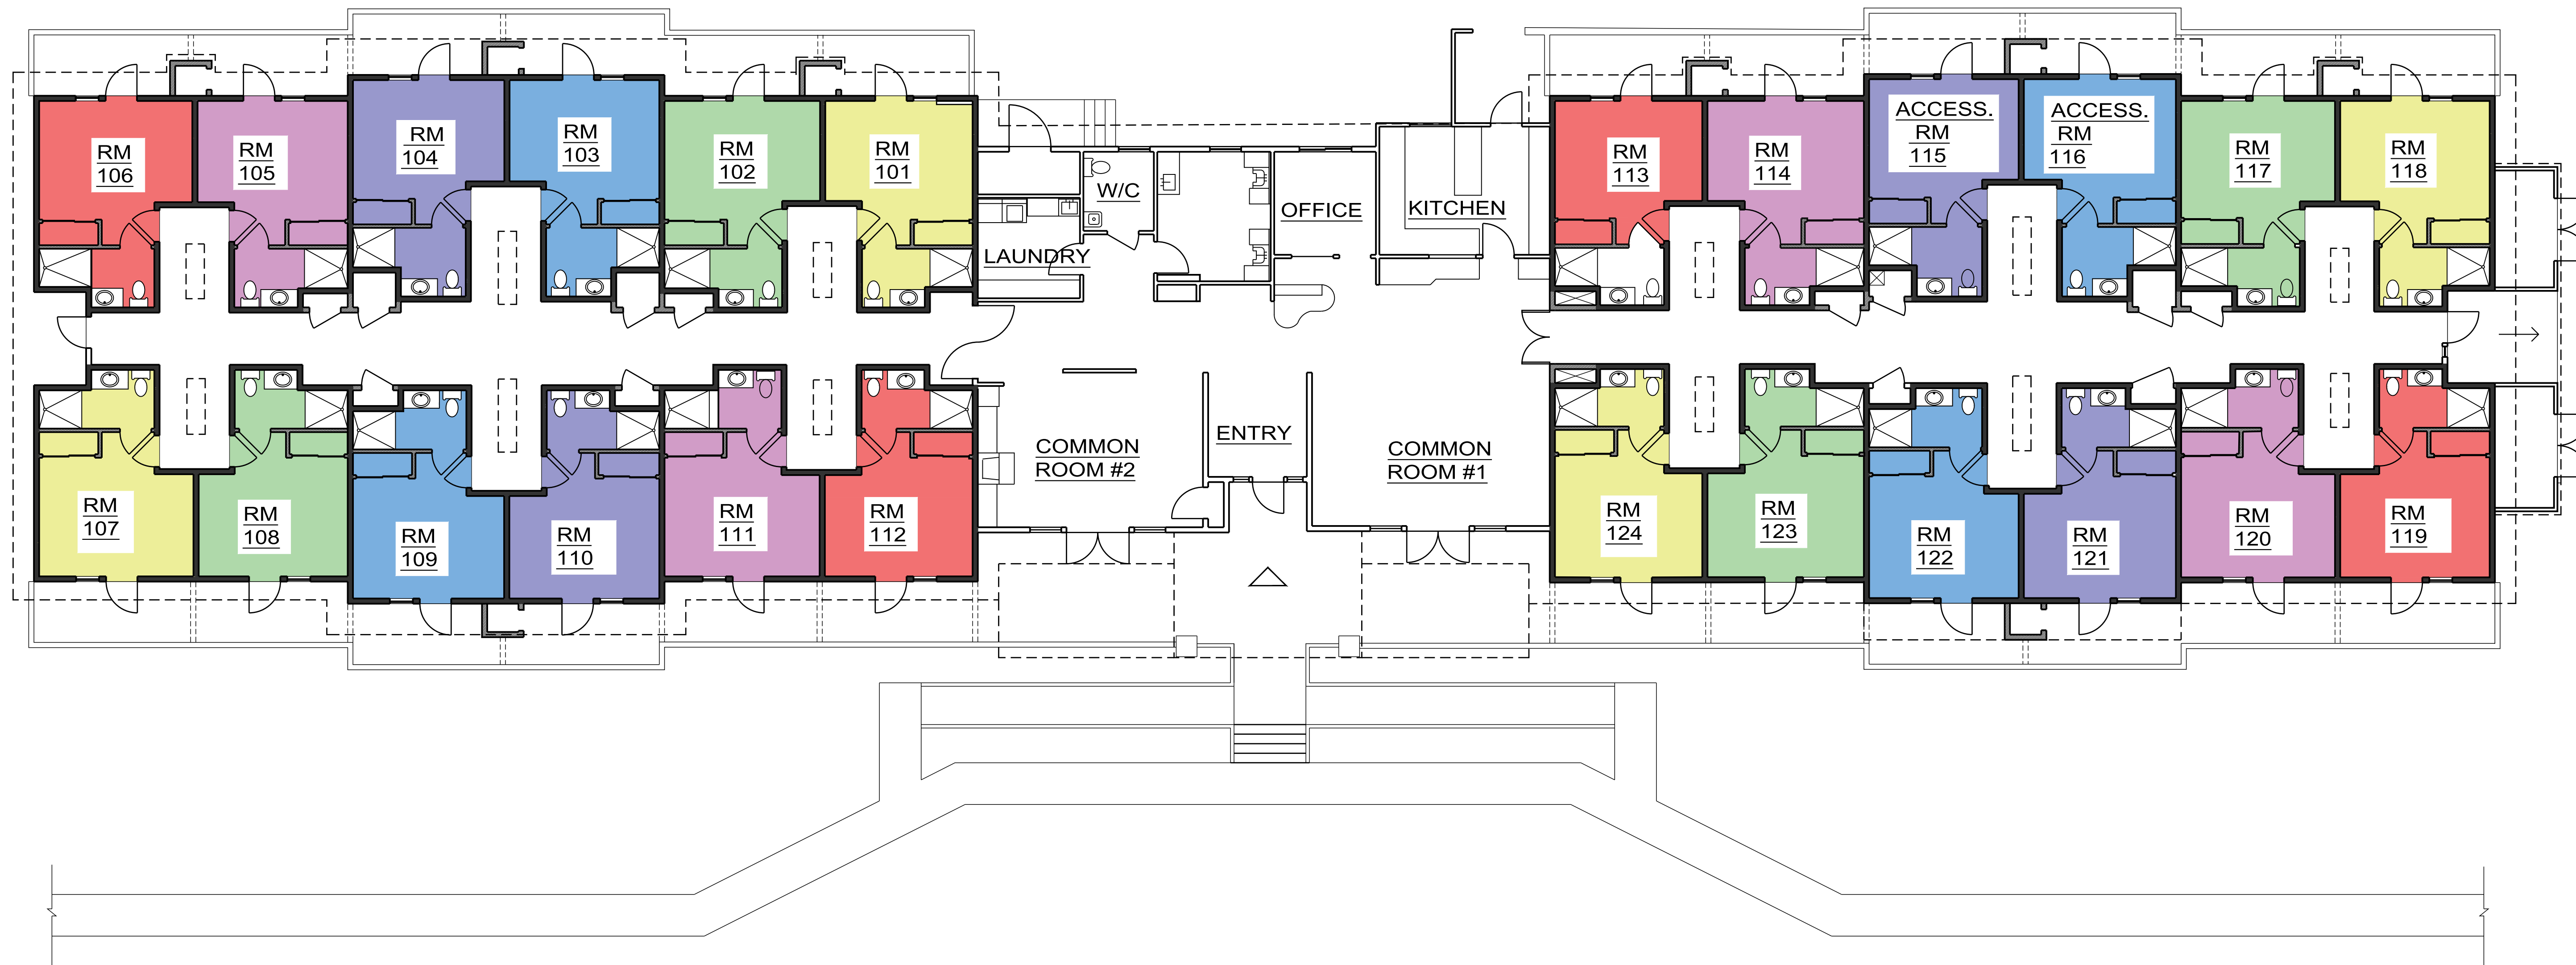 RM
106
RM
105
RM
104
RM
103
RM
102
RM
101
W/C
LAUNDRY
OFFICE
KITCHEN
RM
113
RM
114
ACCESS.
RM
115
ACCESS.
RM
116
RM
117
RM
118
RM
107
RM
108
RM
109
RM
110
RM
111
RM
112
COMMON
ROOM #2
ENTRY
COMMON
ROOM #1
RM
124
RM
123
RM
122
RM
121
RM
120
RM
119